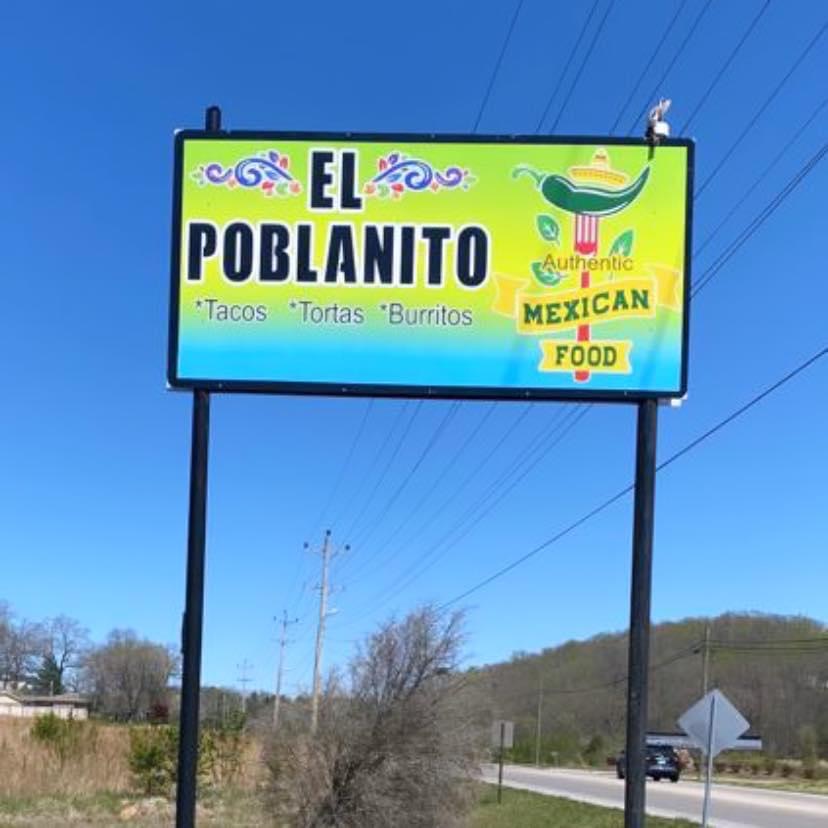 EL
POBLANITO
*Tacos *Tortas *Burritos
Authentic
MEXICAN
FOOD